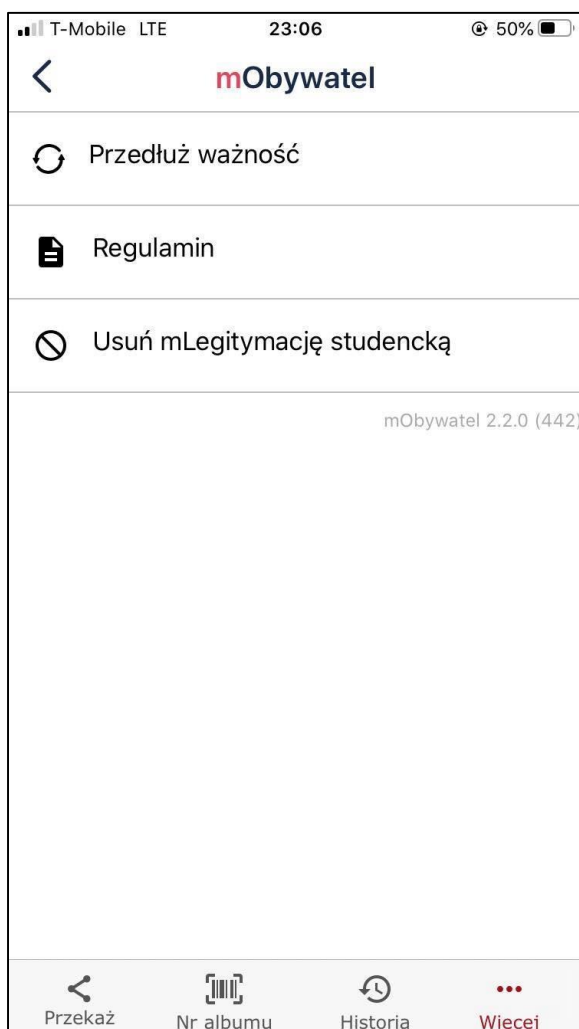 T-Mobile LTE 23:06 50%
mObywatel
Przedłuż ważność
Regulamin
Usuń mLegitymację studencką
mObywatel 2.2.0 (442)
Przekaż Nr albumu Historia Więcej